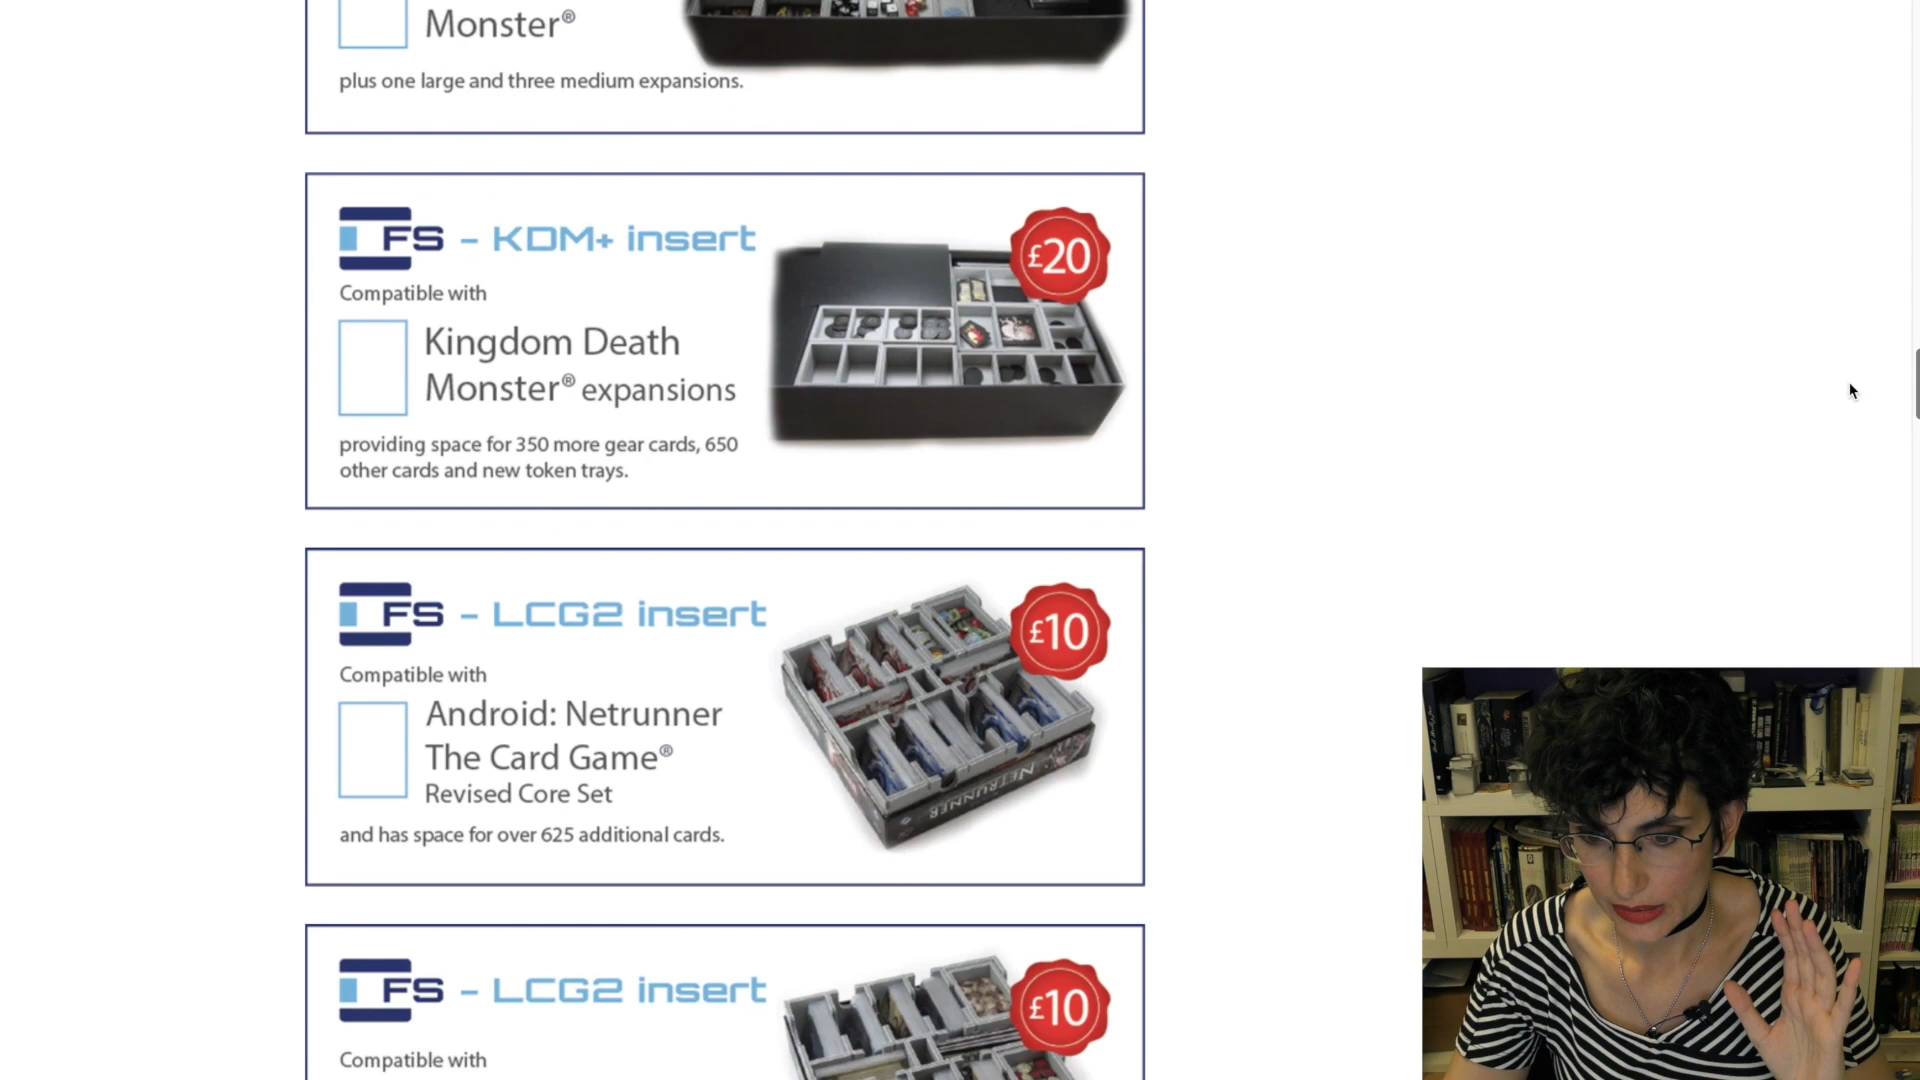 Monster®
plus one large and three medium expansions.
FS - KDM+ insert
£20
Compatible with
Kingdom Death
Monster® expansions
providing space for 350 more gear cards, 650
other cards and new token trays.
FS - LCG2 insert
£10
Compatible with
Android: Netrunner
The Card Game®
Revised Core Set
NETRUNNER
and has space for over 625 additional cards.
FS - LCG2 insert
£10
Compatible with